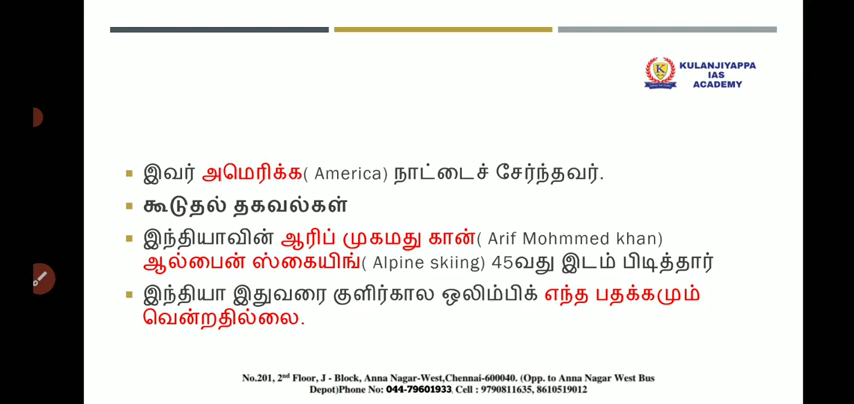 KULANJIYAPPA
IAS
ACADEMY
இவர் அமெரிக்க( America) நாட்டைச் சேர்ந்தவர்.
கூடுதல் தகவல்கள்
இந்தியாவின் ஆரிப் முகமது கான்( Arif Mohmmed khan)
ஆல்பைன் ஸ்கையிங்( Alpine skiing) 45வது இடம் பிடித்தார்
இந்தியா இதுவரை குளிர்கால ஒலிம்பிக் எந்த பதக்கமும்
வென்றதில்லை.
No.201, 2nd Floor, J - Block, Anna Nagar-West,Chennai-600040. (Opp. to Anna Nagar West Bus
Depot)Phone No: 044-79601933, Cell : 9790811635, 8610519012